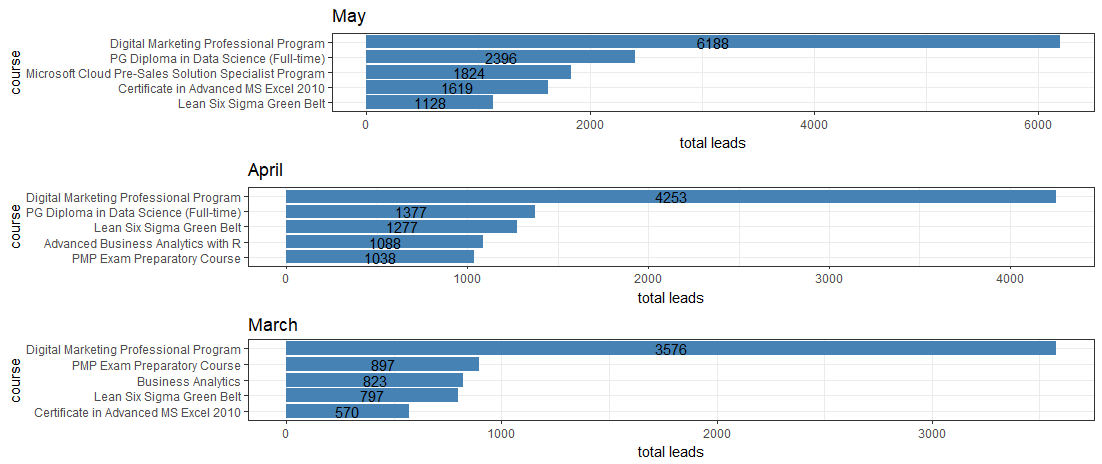 May
course
Digital Marketing Professional Program 6188
PG Diploma in Data Science (Full-time) 2396
Microsoft Cloud Pre-Sales Solution Specialist Program 1824
Certificate in Advanced MS Excel 2010 1619
Lean Six Sigma Green Belt 1128
0 2000 4000 6000
total leads
April
course
Digital Marketing Professional Program 4253
PG Diploma in Data Science (Full-time) 1377
Lean Six Sigma Green Belt 1277
Advanced Business Analytics with R 1088
PMP Exam Preparatory Course 1038
0 1000 2000 3000 4000
total leads
March
course
Digital Marketing Professional Program 3576
PMP Exam Preparatory Course 897
Business Analytics 823
Lean Six Sigma Green Belt 797
Certificate in Advanced MS Excel 2010 570
0 1000 2000 3000
total leads